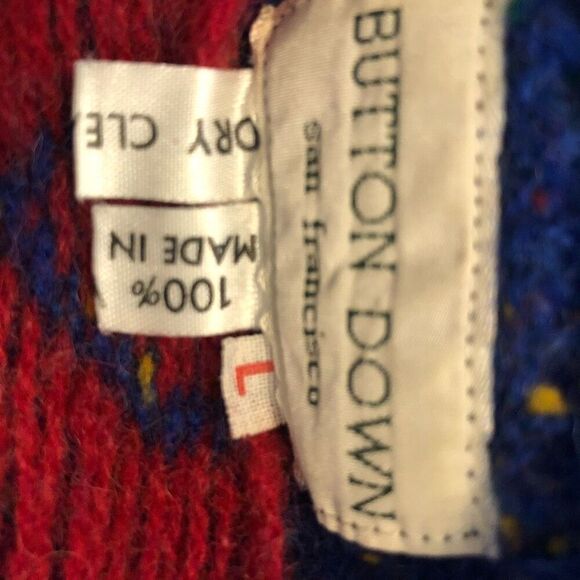 BUTTON DOWN
san francisco
DRY CLE
100%
MADE IN
L